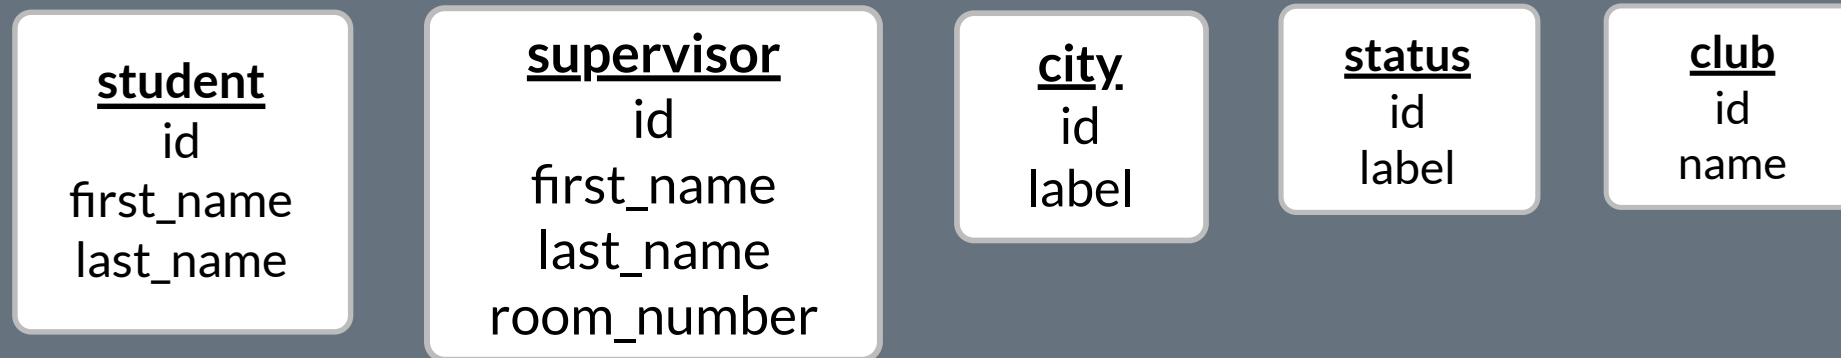 student
id
first_name
last_name
supervisor
id
first_name
last_name
room_number
city
id
label
status
id
label
club
id
name